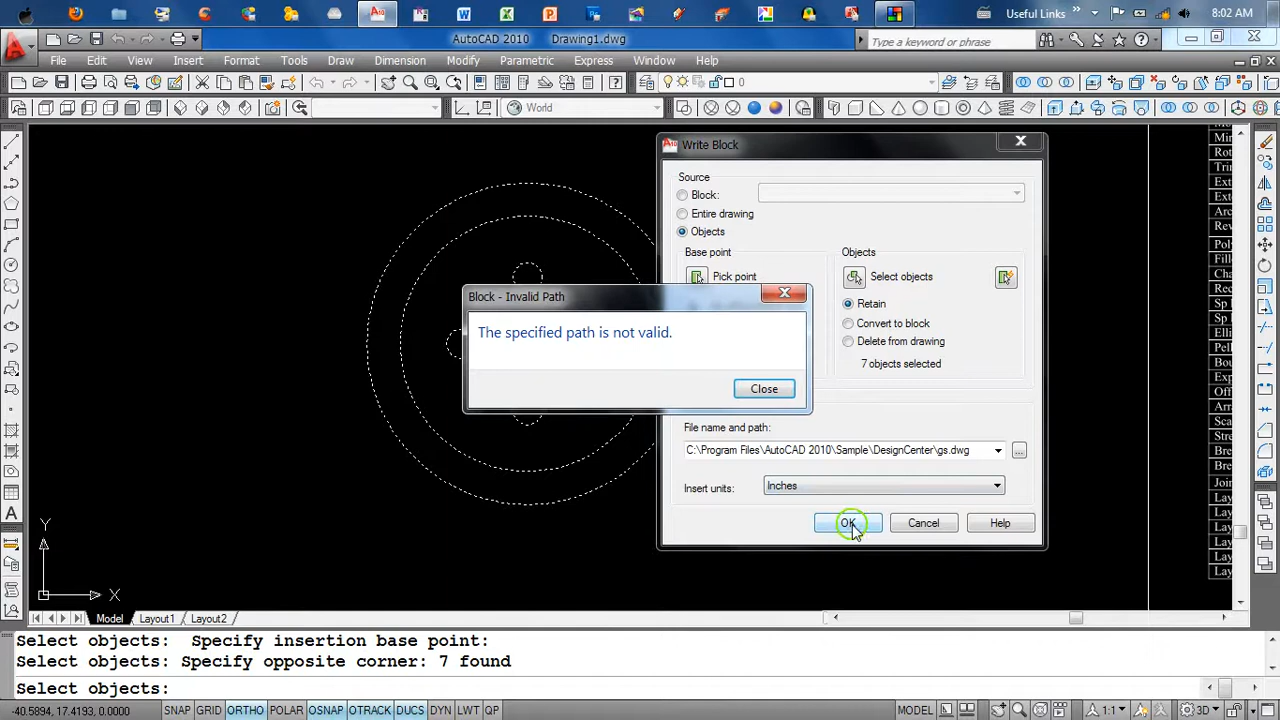 Useful Links
8:02 AM
AutoCAD 2010 Drawing1.dwg
Type a keyword or phrase
File Edit View Insert Format Tools Draw Dimension Modify Parametric Express Window Help
0
World
Write Block
Source
Block:
Entire drawing
Objects
Base point
Objects
Pick point
Select objects
Retain
Convert to block
Delete from drawing
7 objects selected
Block - Invalid Path
The specified path is not valid.
Close
File name and path:
C:\Program Files\AutoCAD 2010\Sample\DesignCenter\gs.dwg
...
Insert units:
Inches
OK
Cancel
Help
Y
X
Model Layout1 Layout2
Select objects: Specify insertion base point:
Select objects: Specify opposite corner: 7 found
Select objects:
-40.5894, 17.4193, 0.0000
SNAP GRID ORTHO POLAR OSNAP OTRACK DUCS DYN LWT QP
MODEL
1:1
3D